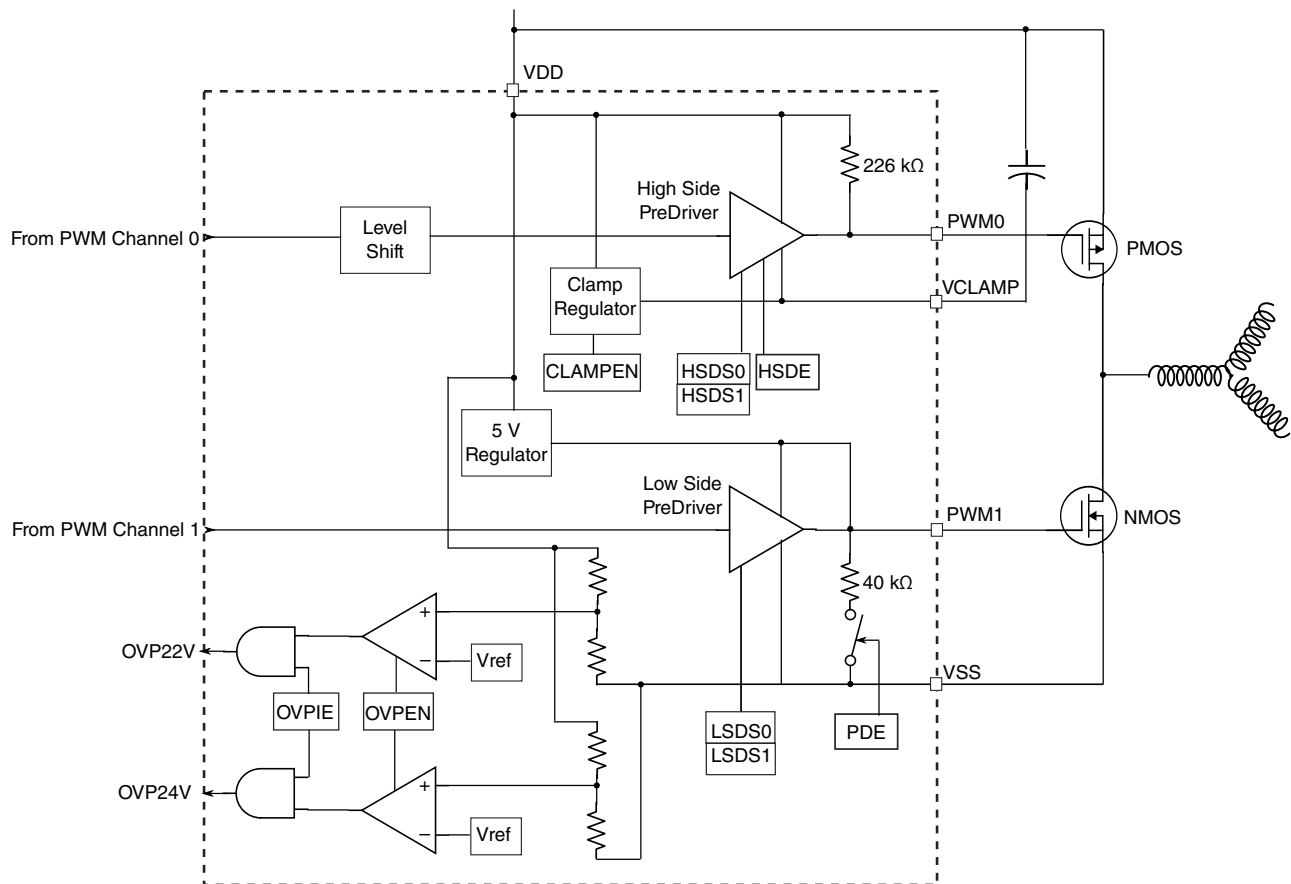 VDD
226 kΩ
High Side
PreDriver
From PWM Channel 0
Level
Shift
PWM0
PMOS
Clamp
Regulator
VCLAMP
CLAMPEN
HSDS0
HSDS1
HSDE
5 V
Regulator
Low Side
PreDriver
From PWM Channel 1
PWM1
NMOS
40 kΩ
+
−
Vref
OVP22V
OVPIE
OVPEN
VSS
LSDS0
LSDS1
PDE
OVP24V
+
−
Vref